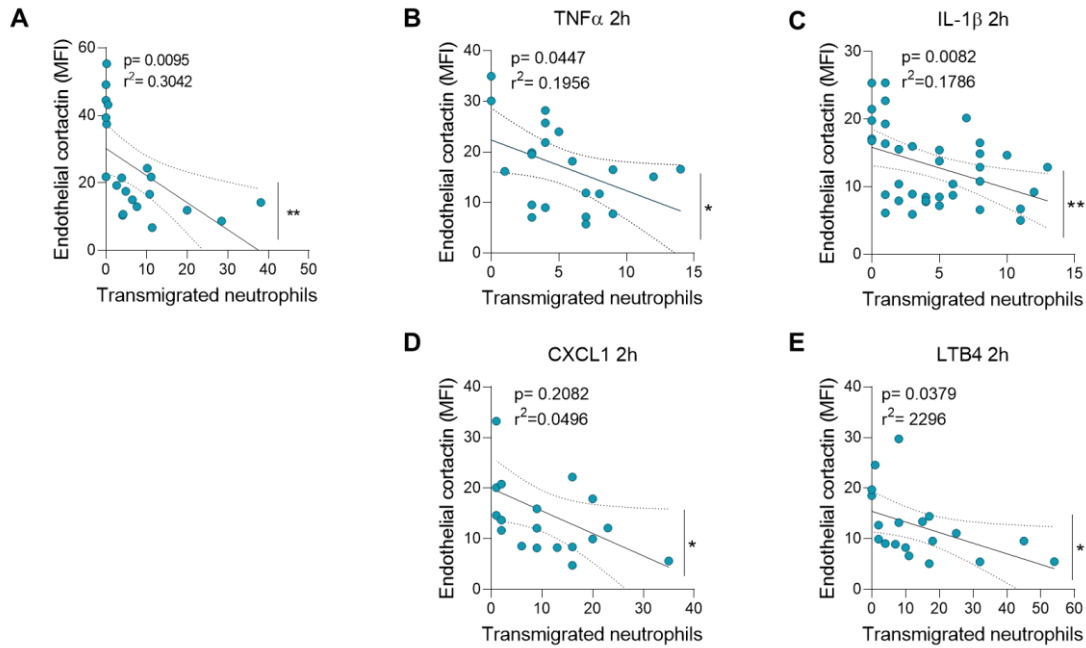 A
Endothelial cortactin (MFI)
60
40
20
0
p= 0.0095
r²= 0.3042
**
0 10 20 30 40 50
Transmigrated neutrophils
B
TNFα 2h
Endothelial cortactin (MFI)
40
30
20
10
0
p= 0.0447
r²= 0.1956
*
0 5 10 15
Transmigrated neutrophils
C
IL-1β 2h
Endothelial cortactin (MFI)
30
20
10
0
p= 0.0082
r²=0.1786
**
0 5 10 15
Transmigrated neutrophils
D
CXCL1 2h
Endothelial cortactin (MFI)
40
30
20
10
0
p= 0.2082
r²=0.0496
*
0 10 20 30 40
Transmigrated neutrophils
E
LTB4 2h
Endothelial cortactin (MFI)
40
30
20
10
0
p= 0.0379
r²= 2296
*
0 10 20 30 40 50 60
Transmigrated neutrophils